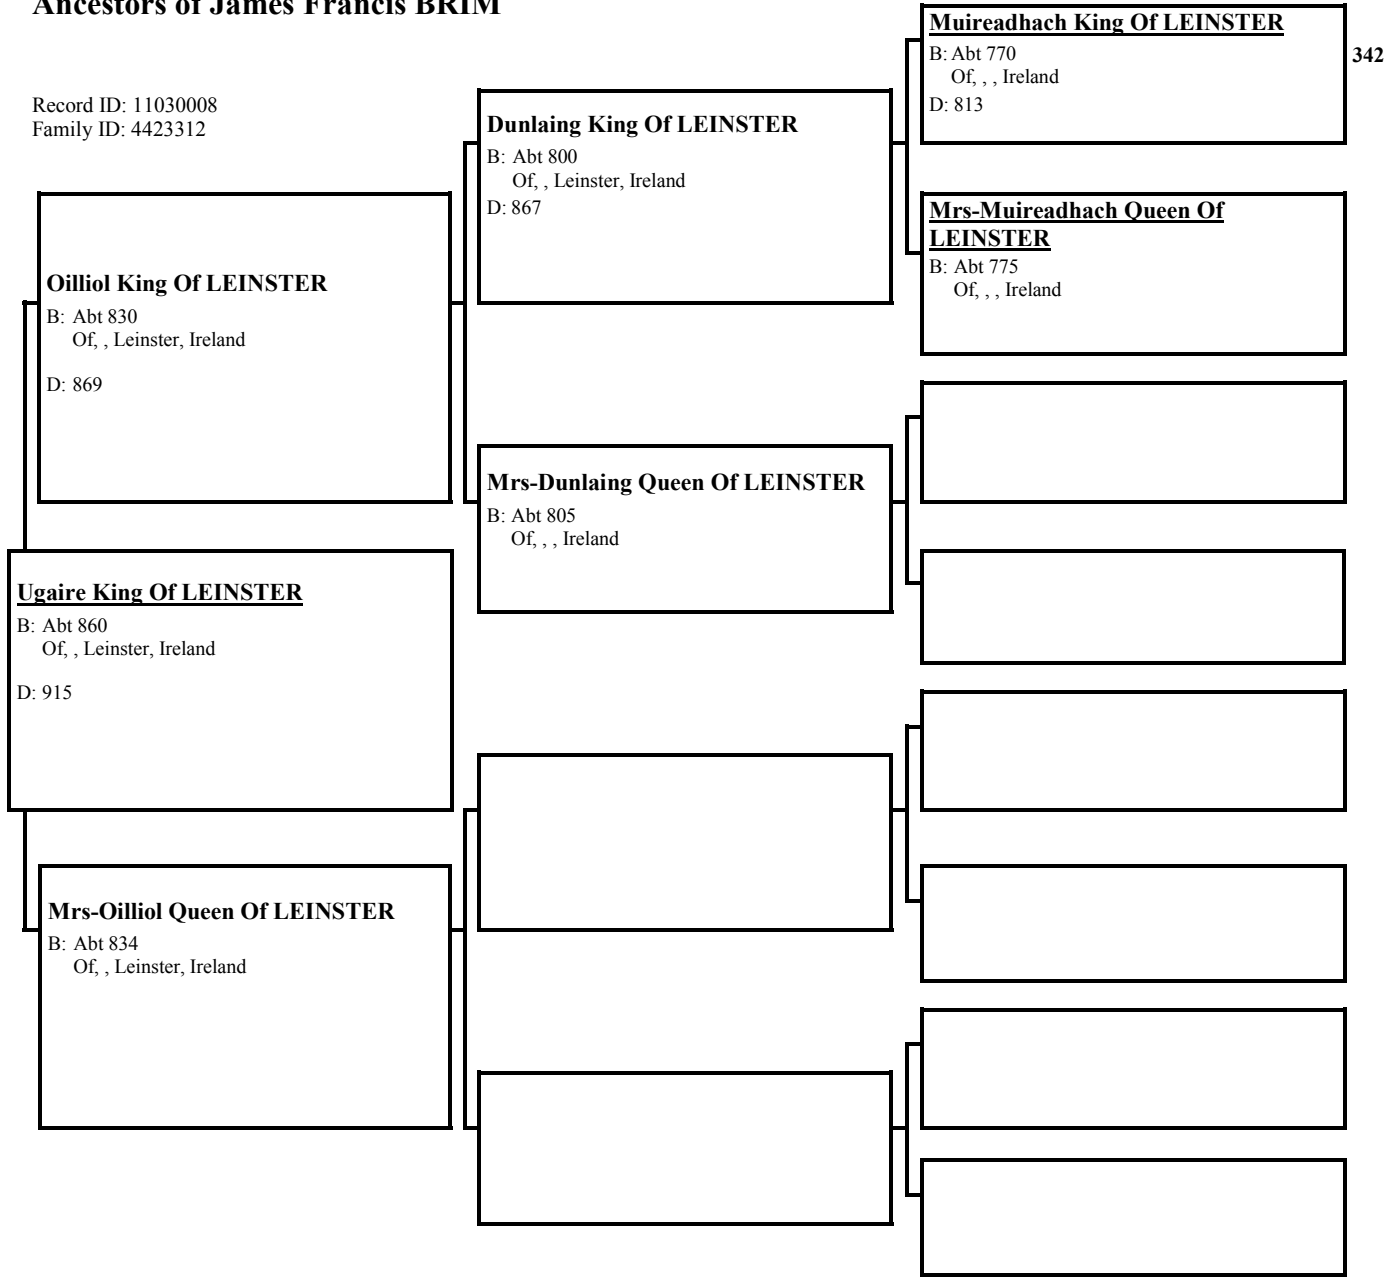 Ancestors of James Francis BRIM
Record ID: 11030008
Family ID: 4423312
Muireadhach King Of LEINSTER
B: Abt 770
Of, , , Ireland
D: 813
342
Dunlaing King Of LEINSTER
B: Abt 800
Of, , Leinster, Ireland
D: 867
Mrs-Muireadhach Queen Of
LEINSTER
B: Abt 775
Of, , , Ireland
Oilliol King Of LEINSTER
B: Abt 830
Of, , Leinster, Ireland
D: 869
Mrs-Dunlaing Queen Of LEINSTER
B: Abt 805
Of, , , Ireland
Ugaire King Of LEINSTER
B: Abt 860
Of, , Leinster, Ireland
D: 915
Mrs-Oilliol Queen Of LEINSTER
B: Abt 834
Of, , Leinster, Ireland